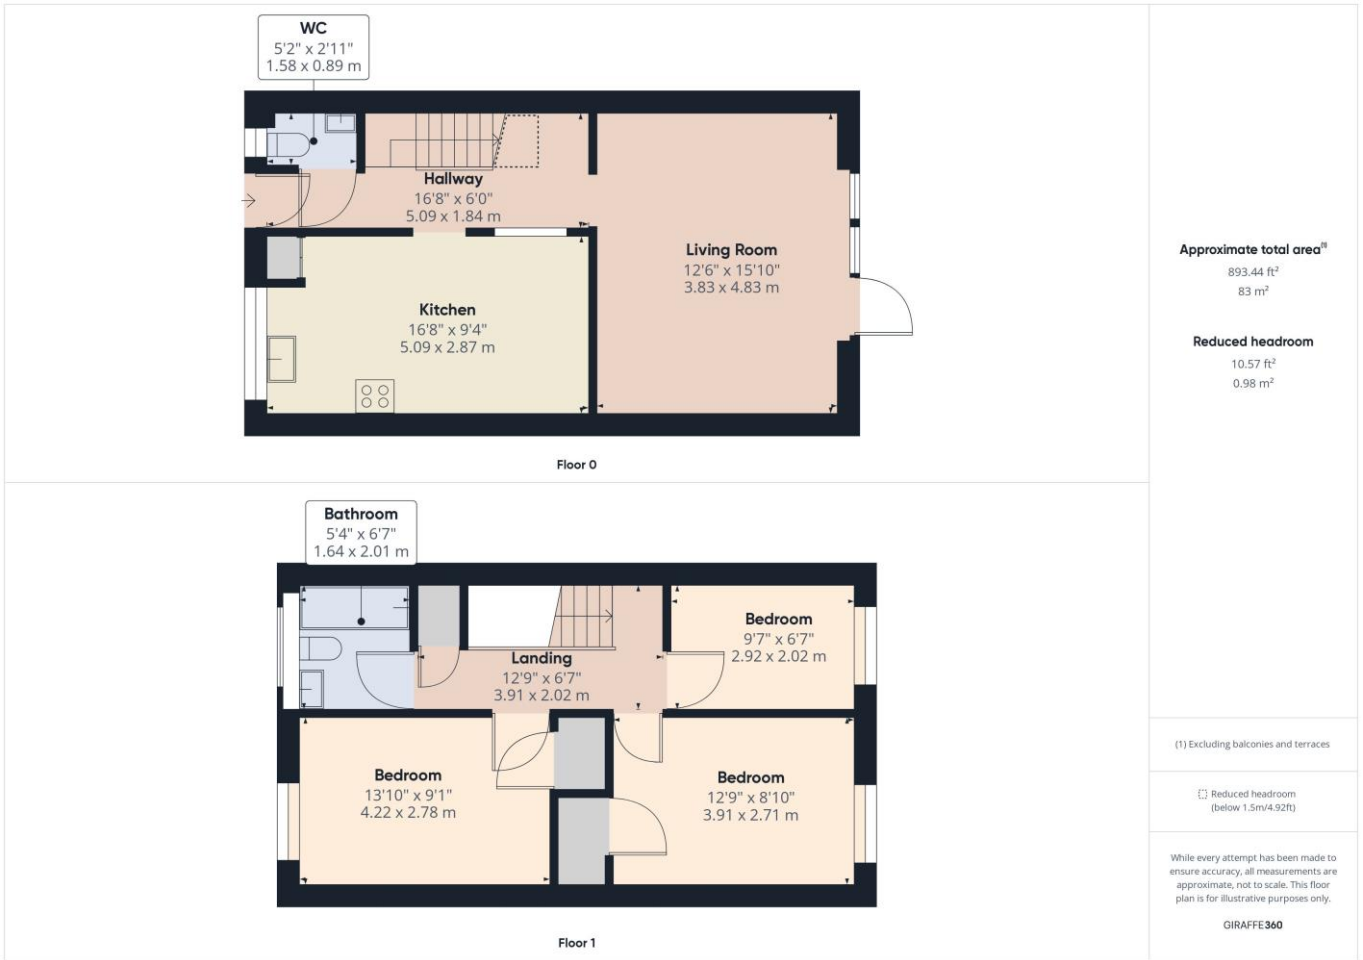 WC
5'2" x 2'11"
1.58 x 0.89 m
Hallway
16'8" x 6'0"
5.09 x 1.84 m
Living Room
12'6" x 15'10"
3.83 x 4.83 m
Kitchen
16'8" x 9'4"
5.09 x 2.87 m
Floor 0
Bathroom
5'4" x 6'7"
1.64 x 2.01 m
Bedroom
9'7" x 6'7"
2.92 x 2.02 m
Landing
12'9" x 6'7"
3.91 x 2.02 m
Bedroom
13'10" x 9'1"
4.22 x 2.78 m
Bedroom
12'9" x 8'10"
3.91 x 2.71 m
Floor 1
Approximate total area(1)
893.44 ft²
83 m²
Reduced headroom
10.57 ft²
0.98 m²
(1) Excluding balconies and terraces
Reduced headroom
(below 1.5m/4.92ft)
While every attempt has been made to
ensure accuracy, all measurements are
approximate, not to scale. This floor
plan is for illustrative purposes only.
GIRAFFE360